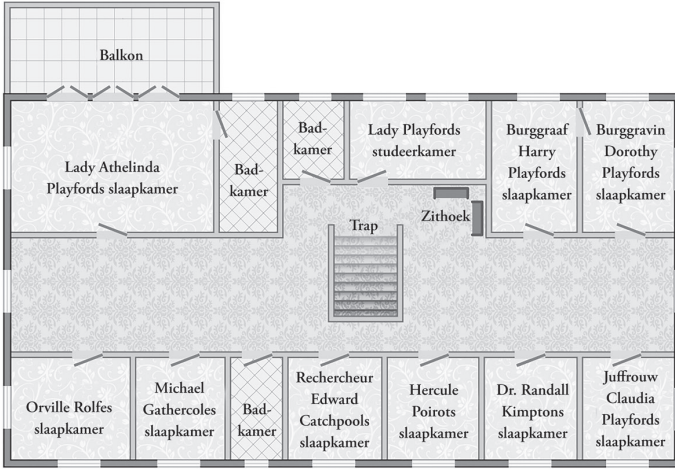 Balkon
Lady Athelinda
Playfords slaapkamer
Bad-
kamer
Bad-
kamer
Lady Playfords
studeerkamer
Burggraaf
Harry
Playfords
slaapkamer
Burggravin
Dorothy
Playfords
slaapkamer
Zithoek
Trap
Orville Rolfes
slaapkamer
Michael
Gathercoles
slaapkamer
Bad-
kamer
Rechercheur
Edward
Catchpools
slaapkamer
Hercule
Poirots
slaapkamer
Dr. Randall
Kimptons
slaapkamer
Juffrouw
Claudia
Playfords
slaapkamer